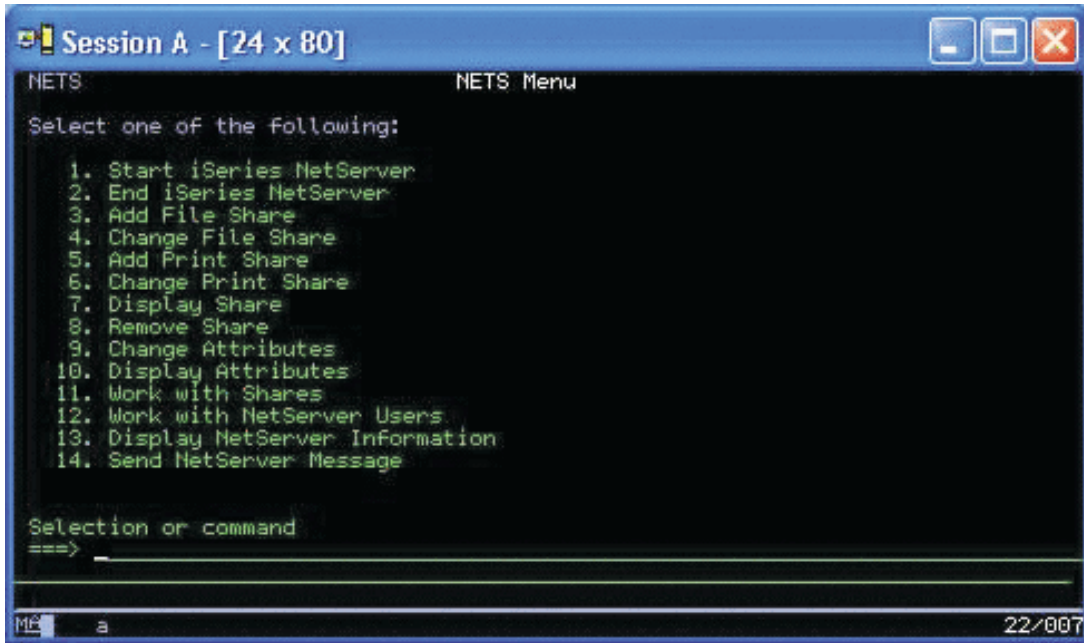 Session A - [24 x 80]
NETS NETS Menu
Select one of the following:
1. Start iSeries NetServer
2. End iSeries NetServer
3. Add File Share
4. Change File Share
5. Add Print Share
6. Change Print Share
7. Display Share
8. Remove Share
9. Change Attributes
10. Display Attributes
11. Work with Shares
12. Work with NetServer Users
13. Display NetServer Information
14. Send NetServer Message
Selection or command
===> _
MA a 22/007